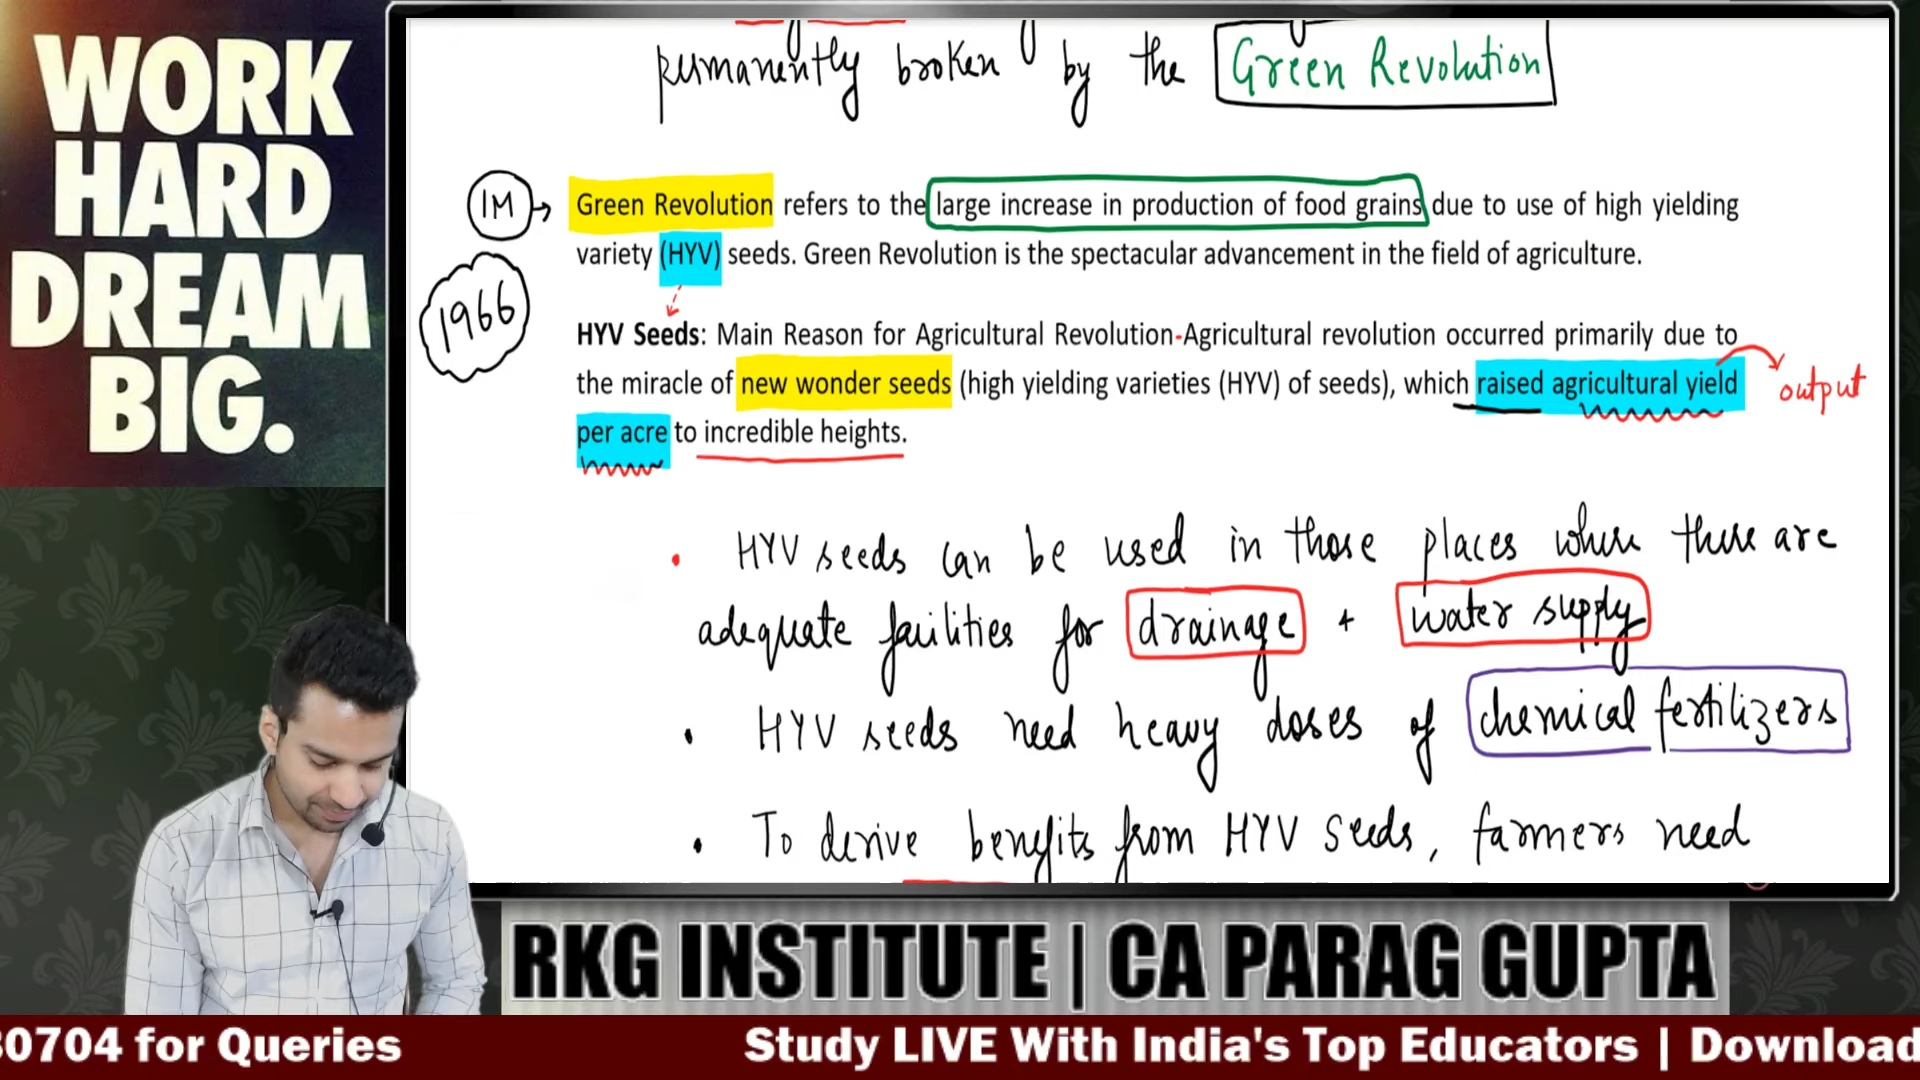 WORK
HARD
DREAM
BIG.
permanently broken by the Green Revolution
1M
Green Revolution refers to the large increase in production of food grains due to use of high yielding
variety (HYV) seeds. Green Revolution is the spectacular advancement in the field of agriculture.
1966
HYV Seeds: Main Reason for Agricultural Revolution-Agricultural revolution occurred primarily due to
the miracle of new wonder seeds (high yielding varieties (HYV) of seeds), which raised agricultural yield
output
per acre to incredible heights.
• HYV seeds can be used in those places where there are
adequate facilities for drainage + water supply
• HYV seeds need heavy doses of chemical fertilizers
• To derive benefits from HYV seeds, farmers need
RKG INSTITUTE | CA PARAG GUPTA
30704 for Queries Study LIVE With India's Top Educators | Download